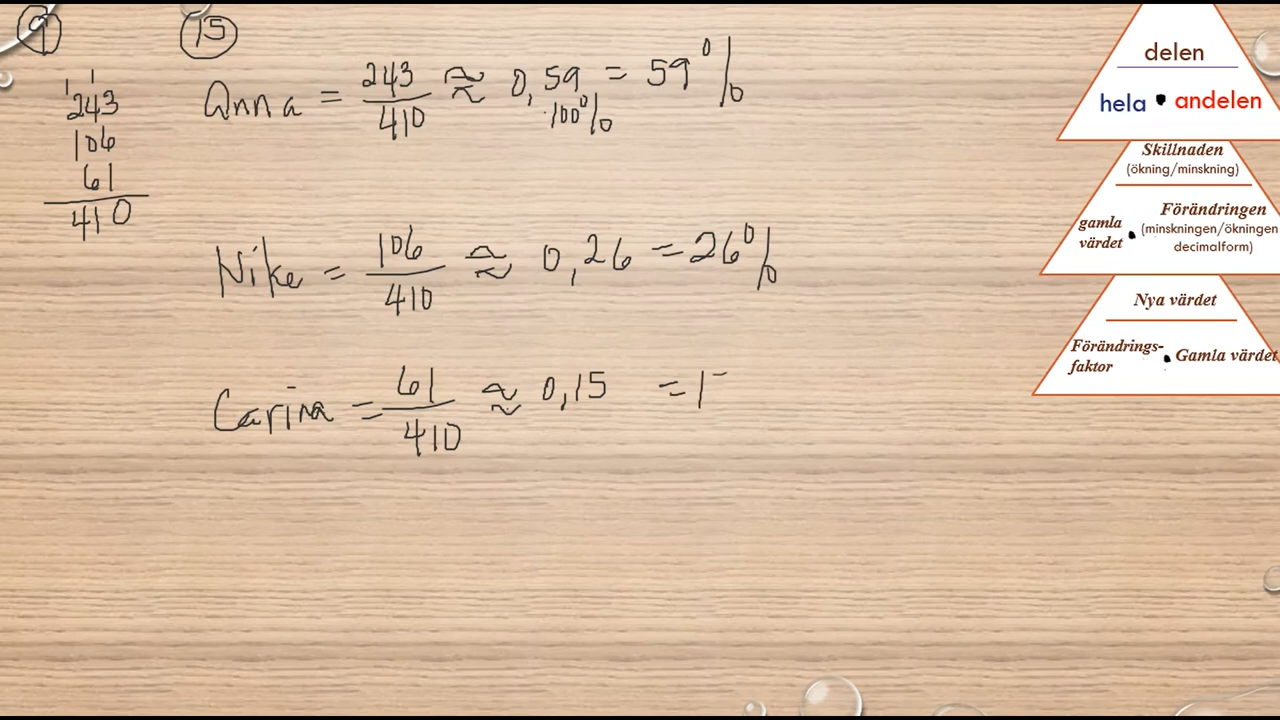 9
15
1 1
243
106
61
410
Anna = 243/410 ≈ 0,59 = 59%
·100%
Nike = 106/410 ≈ 0,26 = 26%
Carina = 61/410 ≈ 0,15 = 1
delen
hela · andelen
Skillnaden
(ökning/minskning)
gamla värdet · Förändringen
(minskningen/ökningen
decimalform)
Nya värdet
Förändrings-
faktor · Gamla värdet